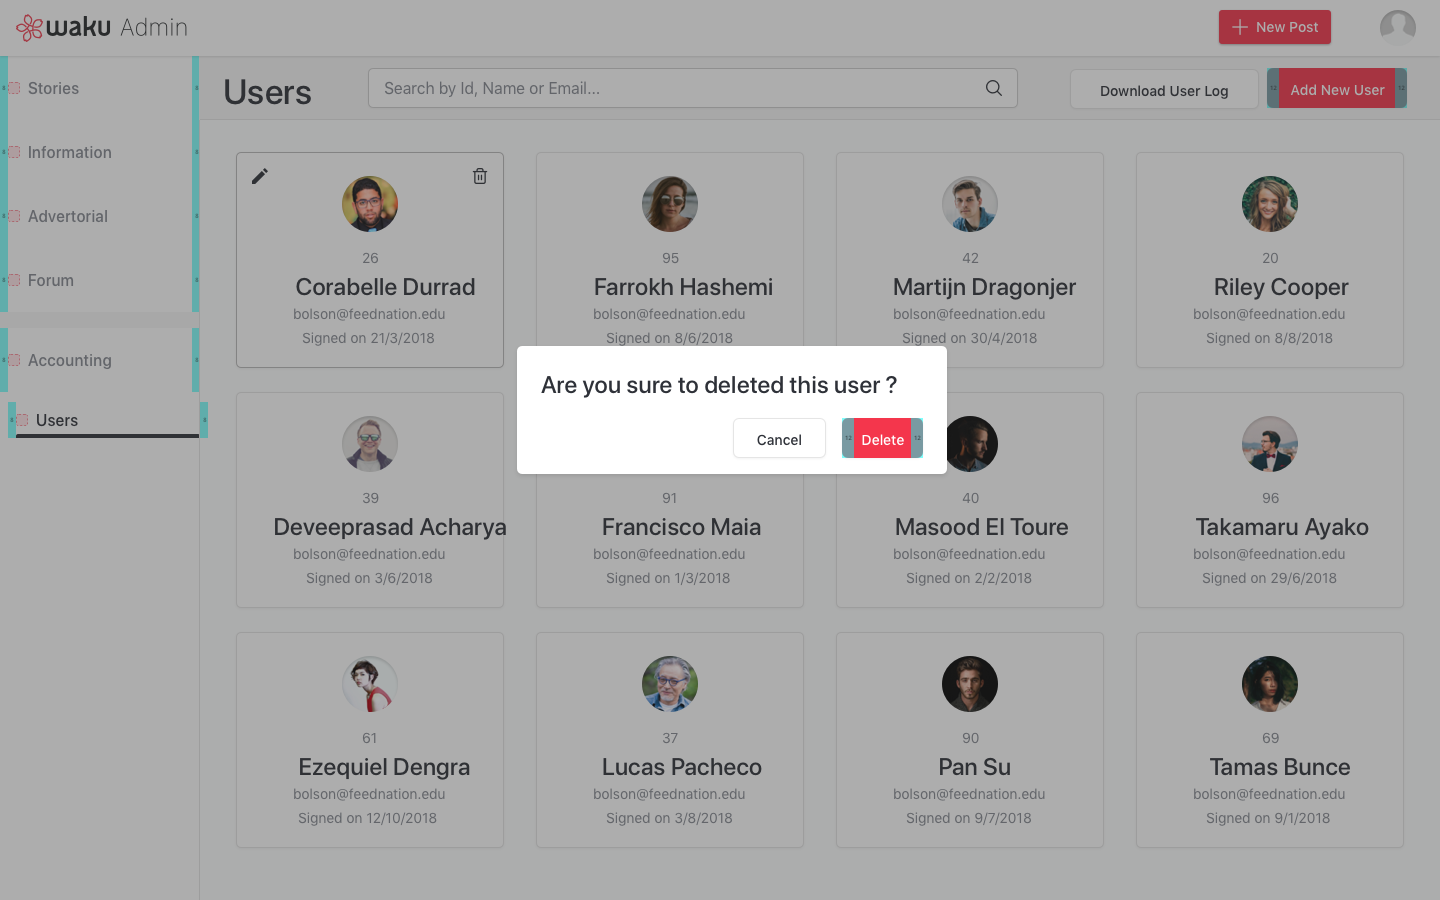 waku Admin
New Post
Stories
Information
Advertorial
Forum
Accounting
Users
Users
Search by Id, Name or Email...
Download User Log
12 Add New User 12
26
Corabelle Durrad
bolson@feednation.edu
Signed on 21/3/2018
95
Farrokh Hashemi
bolson@feednation.edu
Signed on 8/6/2018
42
Martijn Dragonjer
bolson@feednation.edu
Signed on 30/4/2018
20
Riley Cooper
bolson@feednation.edu
Signed on 8/8/2018
Are you sure to deleted this user ?
Cancel
12 Delete 12
39
Deveeprasad Acharya
bolson@feednation.edu
Signed on 3/6/2018
91
Francisco Maia
bolson@feednation.edu
Signed on 1/3/2018
40
Masood El Toure
bolson@feednation.edu
Signed on 2/2/2018
96
Takamaru Ayako
bolson@feednation.edu
Signed on 29/6/2018
61
Ezequiel Dengra
bolson@feednation.edu
Signed on 12/10/2018
37
Lucas Pacheco
bolson@feednation.edu
Signed on 3/8/2018
90
Pan Su
bolson@feednation.edu
Signed on 9/7/2018
69
Tamas Bunce
bolson@feednation.edu
Signed on 9/1/2018